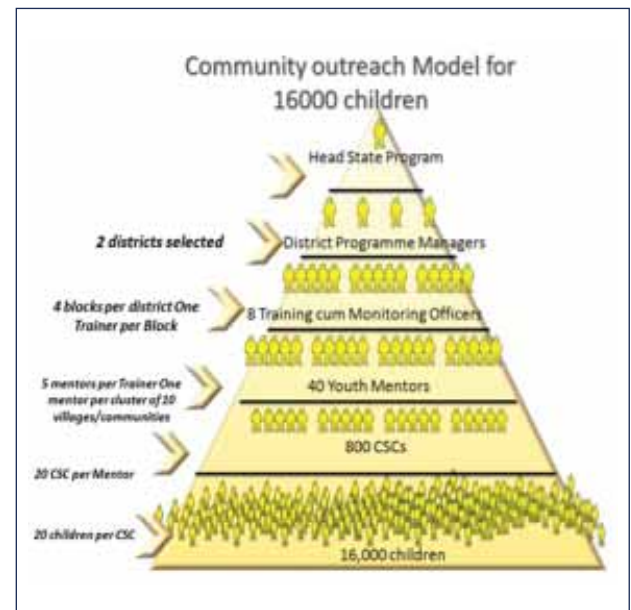 Community outreach Model for
16000 children
Head State Program
2 districts selected
District Programme Managers
4 blocks per district One
Trainer per Block
8 Training cum Monitoring Officers
5 mentors per Trainer One
mentor per cluster of 20
villages/communities
40 Youth Mentors
800 CSCs
20 CSC per Mentor
20 children per CSC
16,000 children